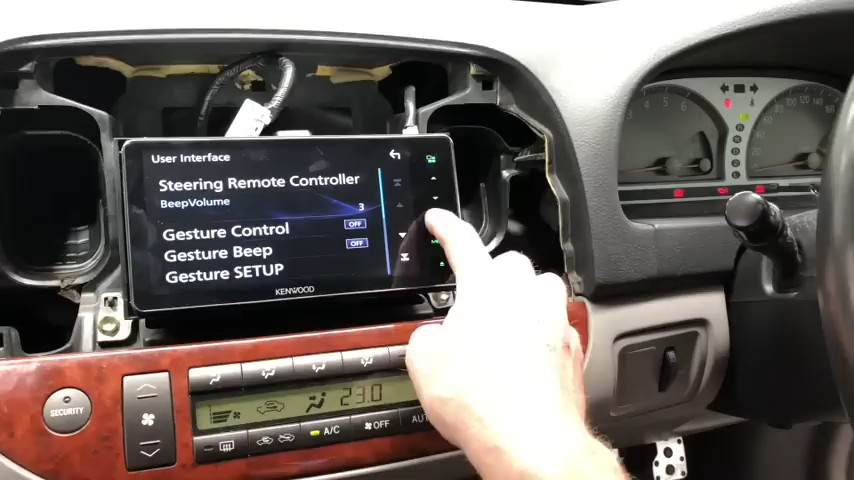 User Interface
Steering Remote Controller
BeepVolume
3
Gesture Control
OFF
Gesture Beep
OFF
Gesture SETUP
KENWOOD
SECURITY
23.0
A/C
OFF
AUT